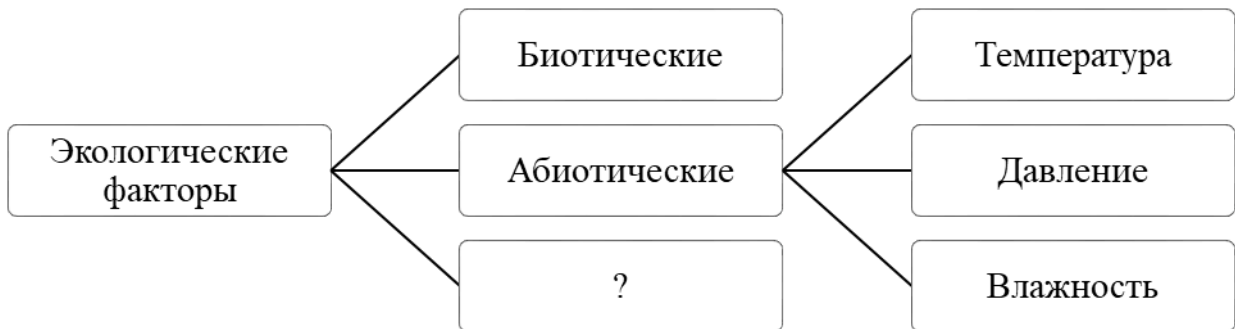 Биотические
Температура
Экологические
факторы
Абиотические
Давление
?
Влажность